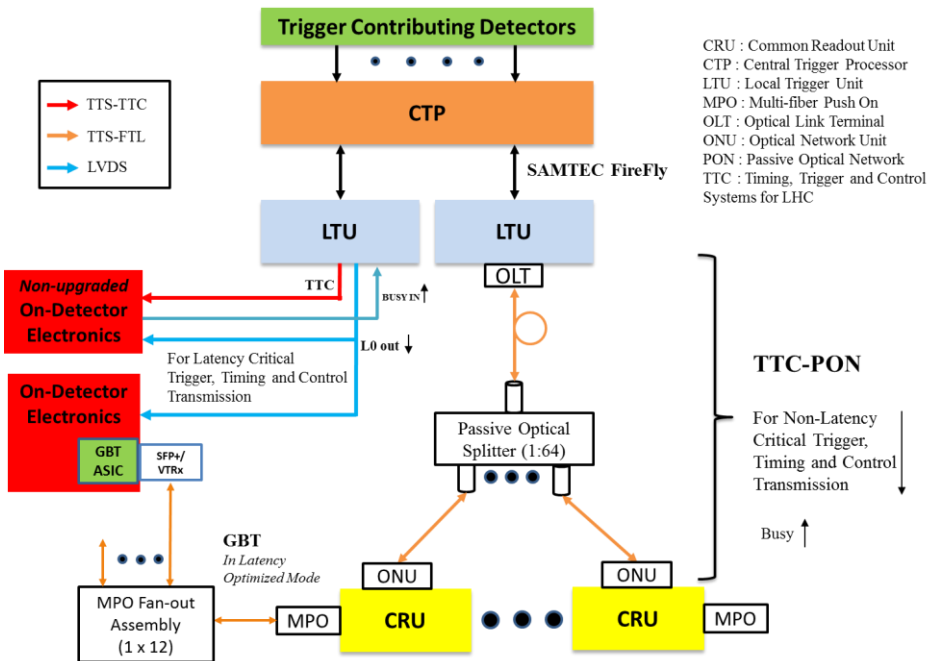 Trigger Contributing Detectors
CTP
SAMTEC FireFly
LTU
LTU
OLT
TTS-TTC
TTS-FTL
LVDS
CRU : Common Readout Unit
CTP : Central Trigger Processor
LTU : Local Trigger Unit
MPO : Multi-fiber Push On
OLT : Optical Link Terminal
ONU : Optical Network Unit
PON : Passive Optical Network
TTC : Timing, Trigger and Control
Systems for LHC
Non-upgraded
On-Detector
Electronics
TTC
BUSY IN
L0 out
For Latency Critical
Trigger, Timing and Control
Transmission
On-Detector
Electronics
GBT
ASIC
SFP+/
VTRx
Passive Optical
Splitter (1:64)
TTC-PON
For Non-Latency
Critical Trigger,
Timing and Control
Transmission
Busy
GBT
In Latency
Optimized Mode
MPO Fan-out
Assembly
(1 x 12)
MPO
ONU
CRU
ONU
CRU
MPO